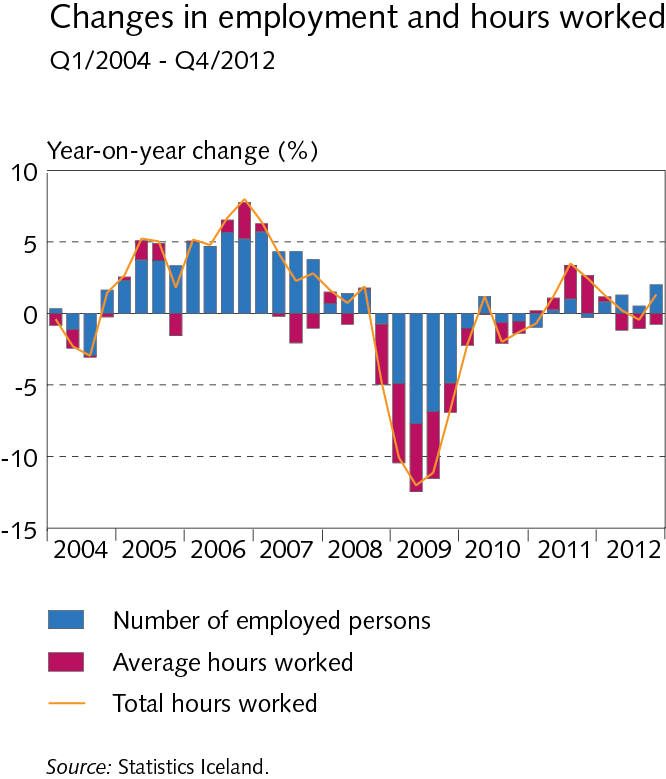 Changes in employment and hours worked
Q1/2004 - Q4/2012
Year-on-year change (%)
10
5
0
-5
-10
-15
2004 2005 2006 2007 2008 2009 2010 2011 2012
Number of employed persons
Average hours worked
Total hours worked
Source: Statistics Iceland.